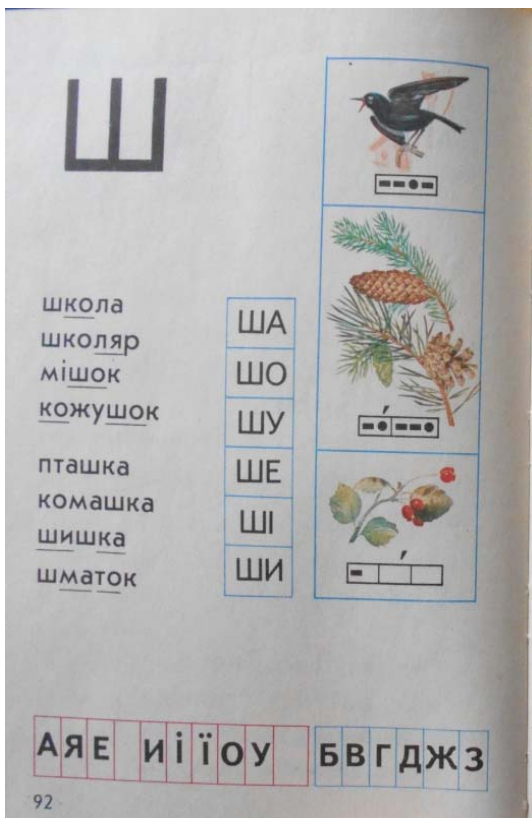 Ш
школа
школяр
мішок
кожушок
пташка
комашка
шишка
шматок
ША
ШО
ШУ
ШЕ
ШІ
ШИ
АЯЕ ИіЇОУ БВГДЖЗ
92